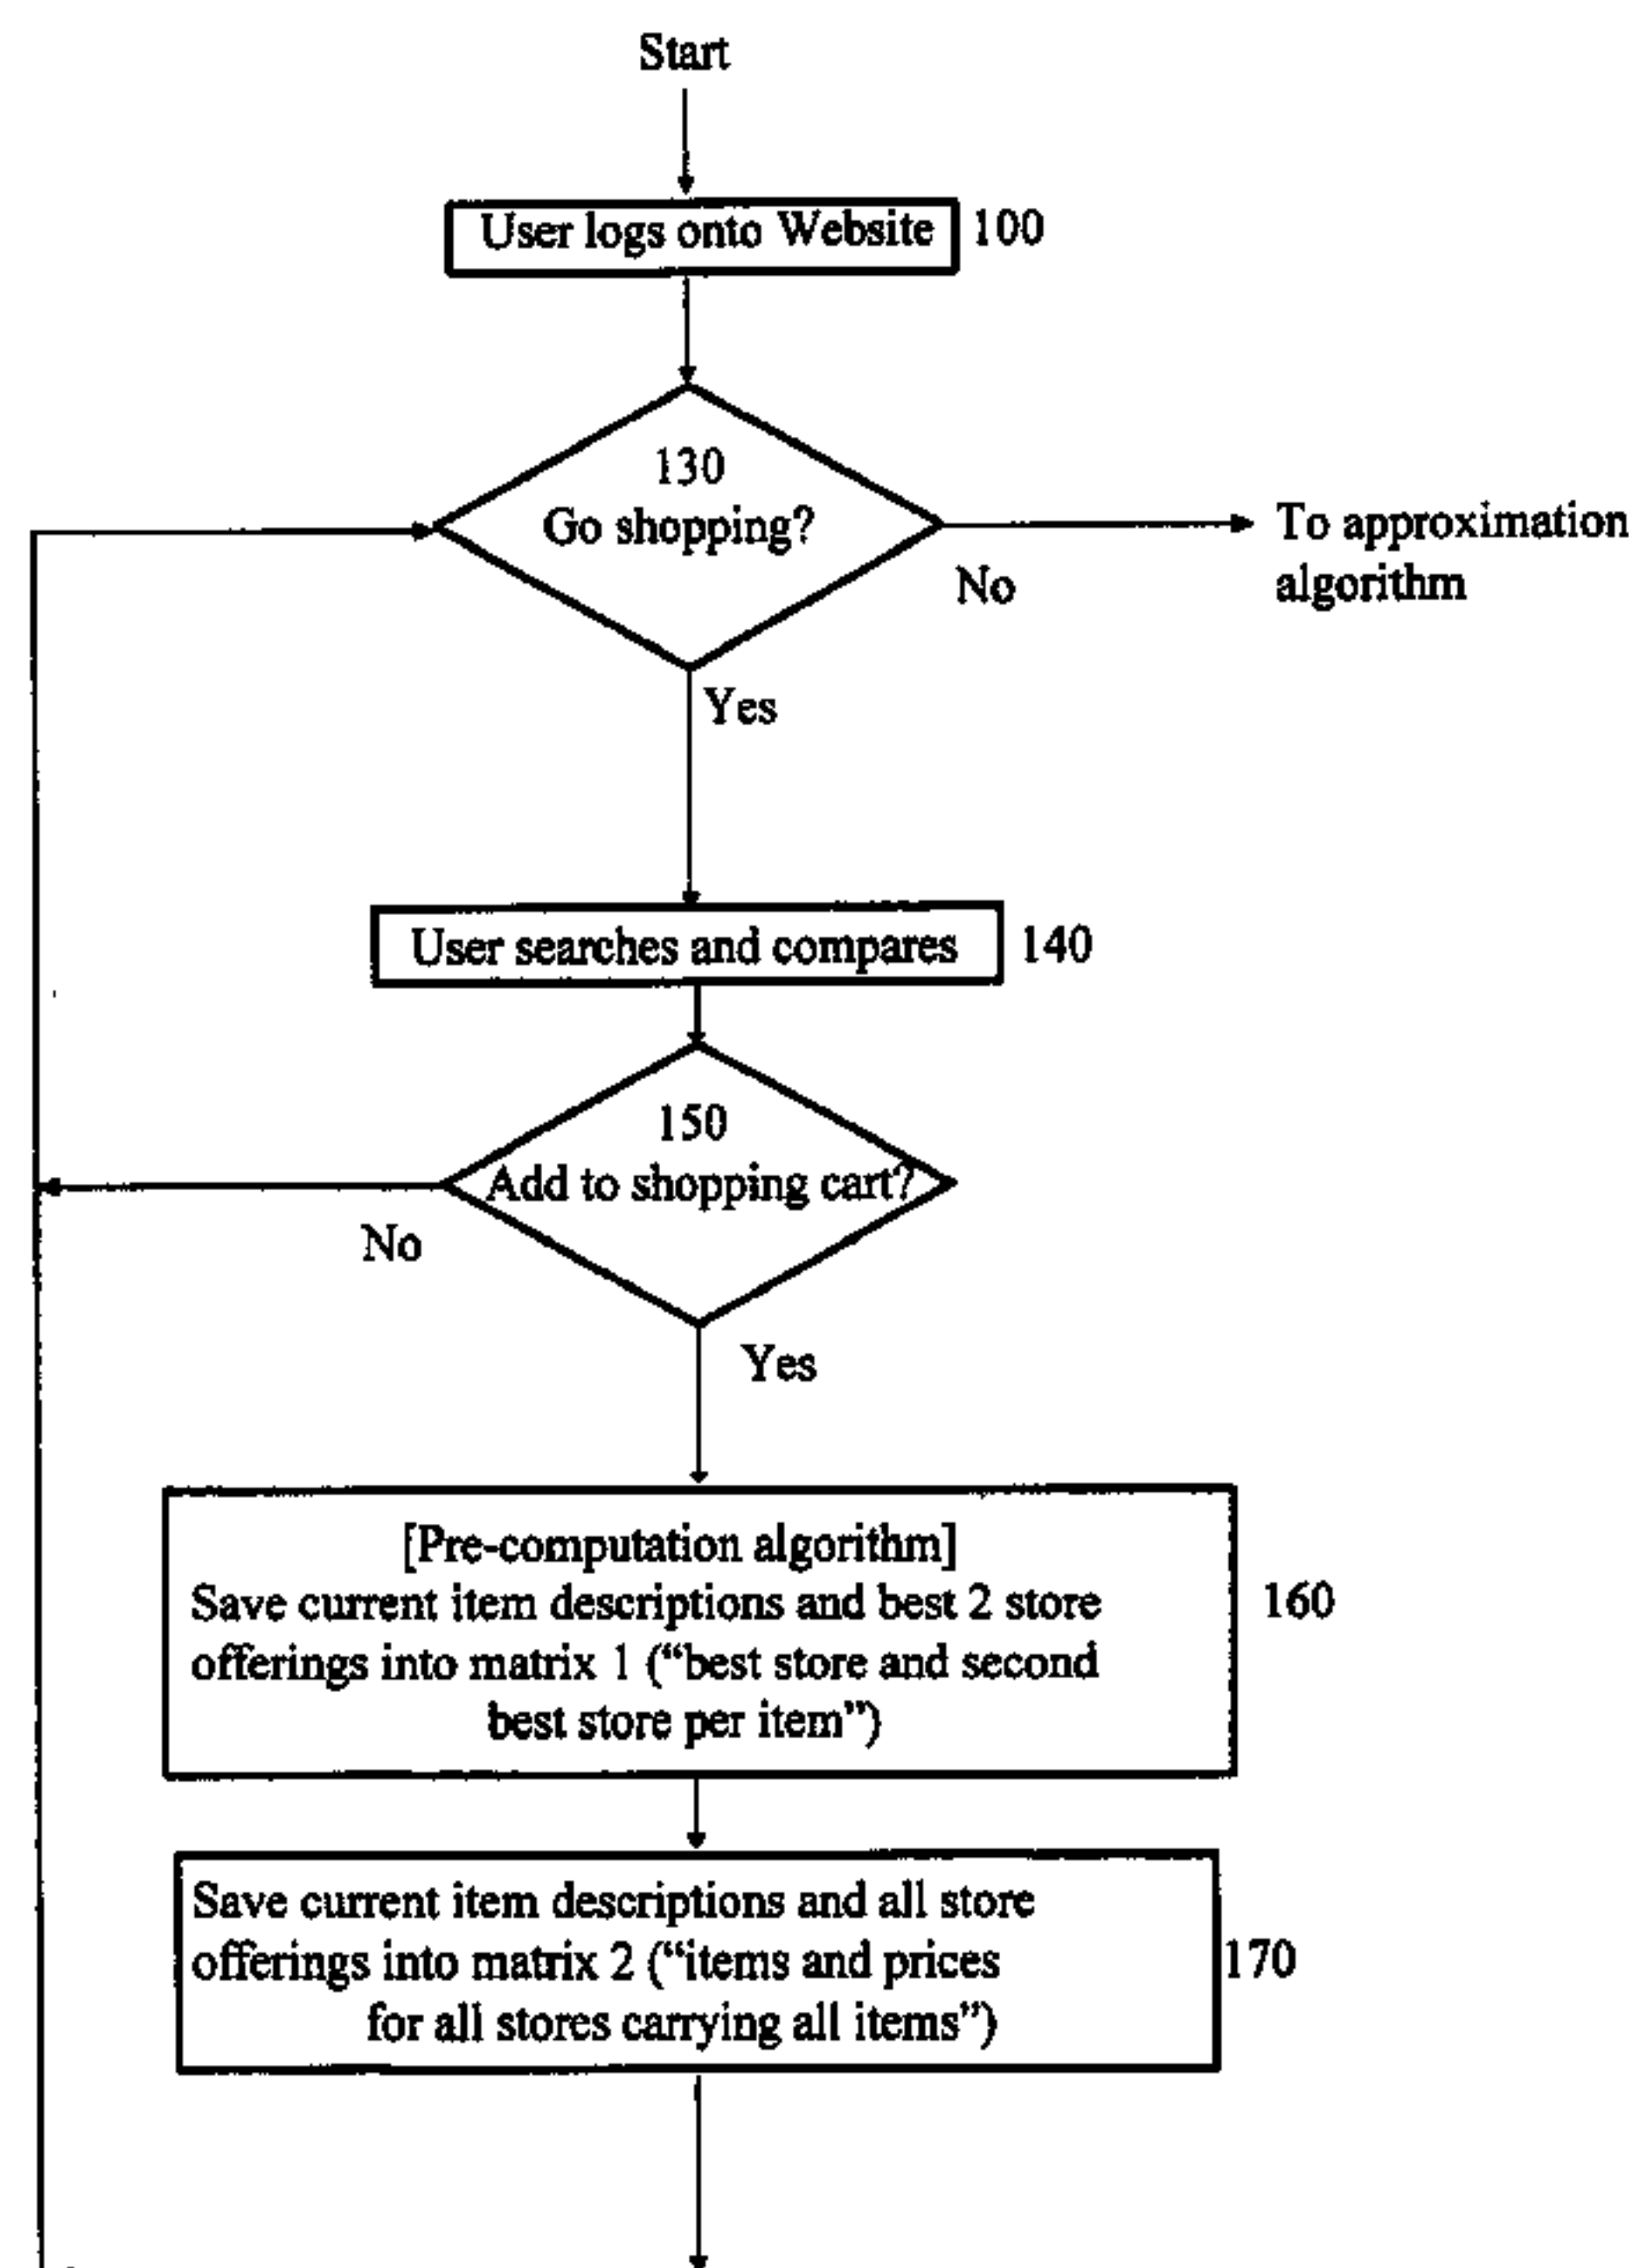 Start
User logs onto Website 100
130
Go shopping?
To approximation
algorithm
No
Yes
User searches and compares 140
150
Add to shopping cart?
No
Yes
[Pre-computation algorithm]
Save current item descriptions and best 2 store
offerings into matrix 1 (“best store and second
best store per item”)
160
Save current item descriptions and all store
offerings into matrix 2 (“items and prices
for all stores carrying all items”)
170